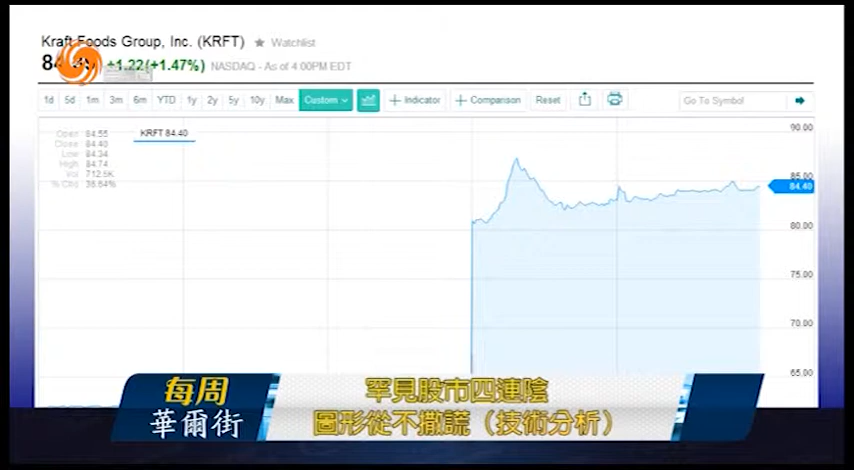 Kraft Foods Group, Inc. (KRFT) ★ Watchlist
+1.22(+1.47%) NASDAQ - As of 4:00PM EDT
1d 5d 1m 3m 6m YTD 1y 2y 5y 10y Max Custom + Indicator + Comparison Reset Go To Symbol
Open 84.55
Close 84.40
Low 84.34
High 84.74
Vol 712.5K
% Chg 36.64%
KRFT 84.40
90.00
85.00
84.40
80.00
75.00
70.00
65.00
每周
華爾街
罕見股市四連陰
圖形從不撒謊（技術分析）